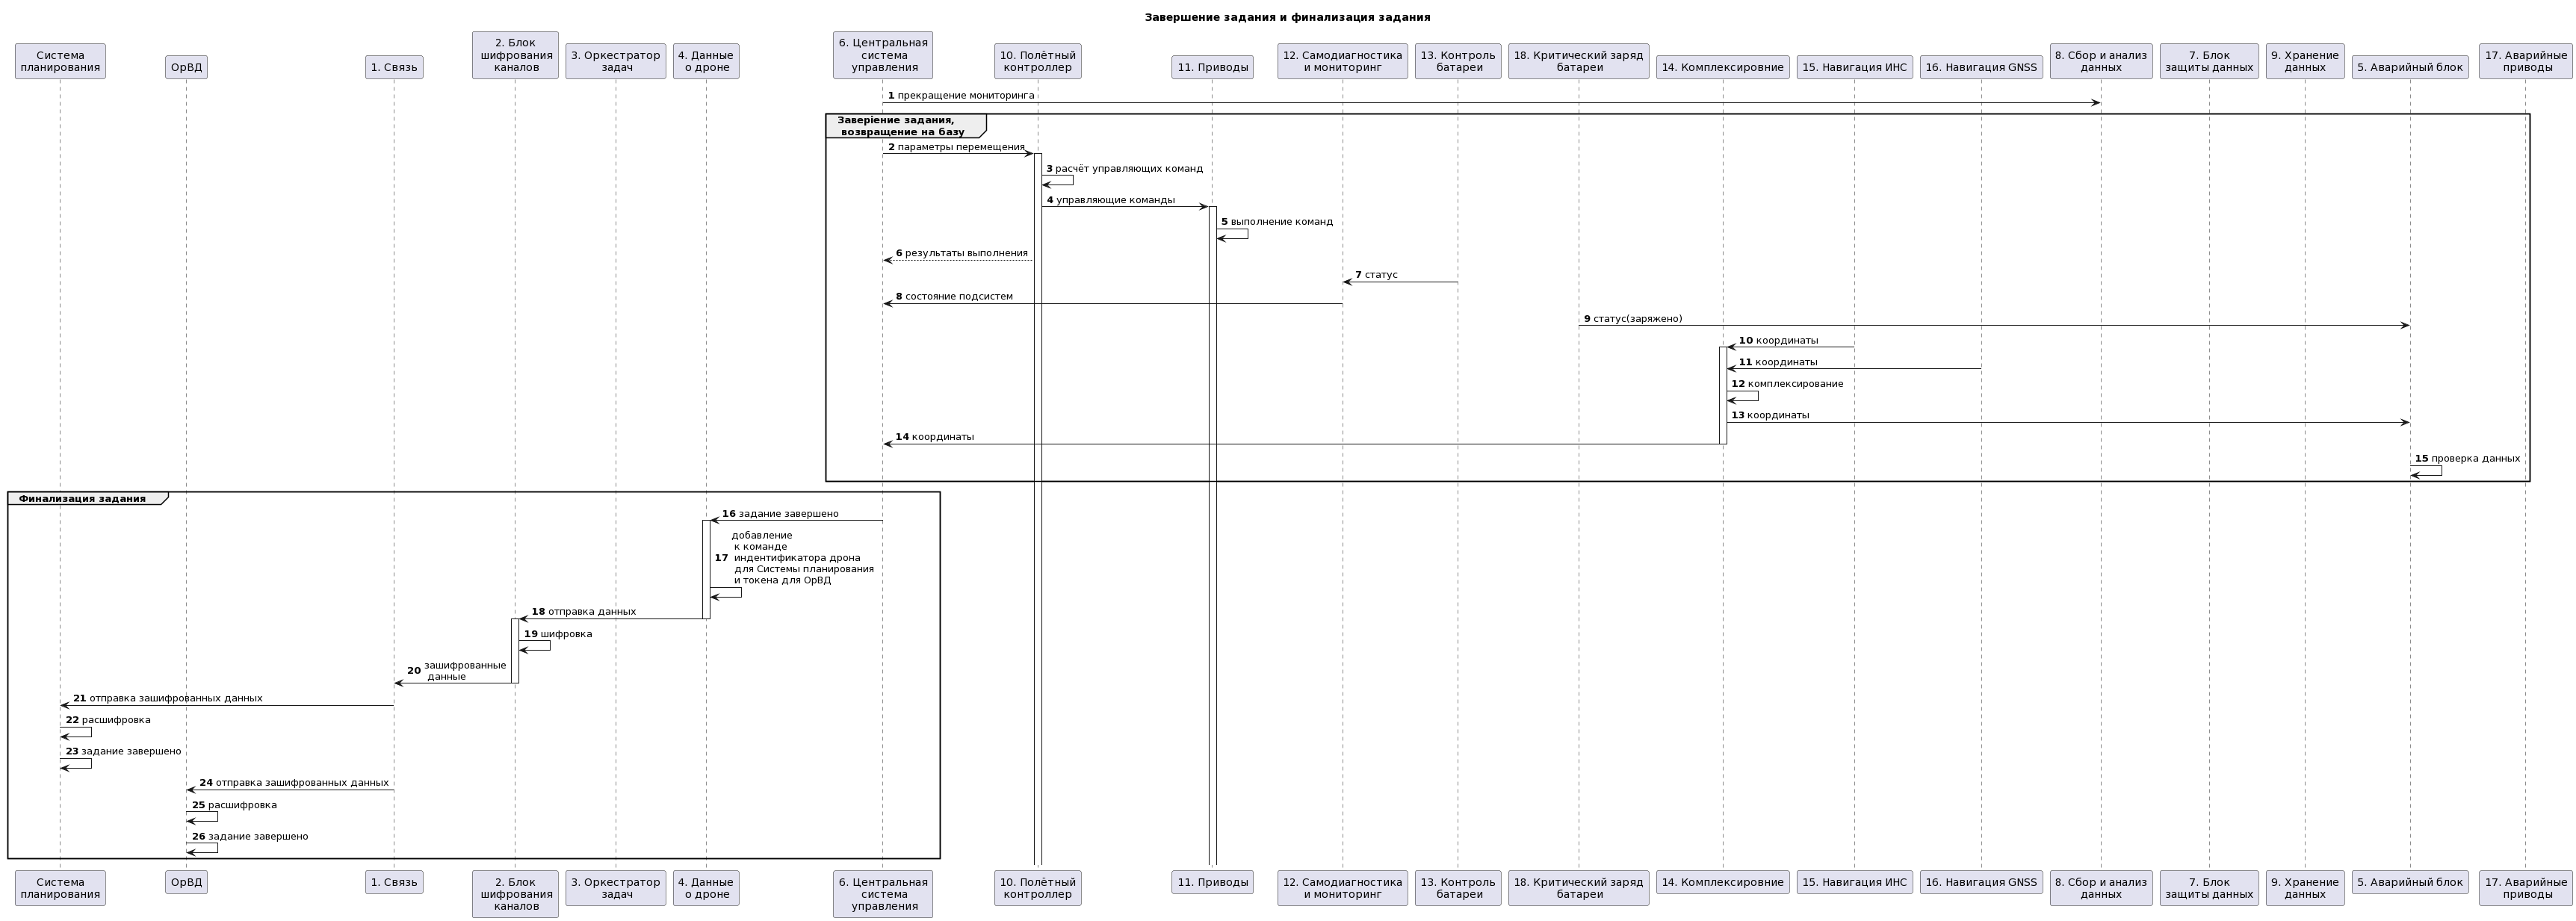 Завершение задания и финализация задания
Система
планирования
ОрВД
1. Связь
2. Блок
шифрования
каналов
3. Оркестратор
задач
4. Данные
о дроне
6. Центральная
система
управления
10. Полётный
контроллер
11. Приводы
12. Самодиагностика
и мониторинг
13. Контроль
батареи
18. Критический заряд
батареи
14. Комплексировние
15. Навигация ИНС
16. Навигация GNSS
8. Сбор и анализ
данных
7. Блок
защиты данных
9. Хранение
данных
5. Аварийный блок
17. Аварийные
приводы
1 прекращение мониторинга
Заверіение задания,
возвращение на базу
2 параметры перемещения
3 расчёт управляющих команд
4 управляющие команды
5 выполнение команд
6 результаты выполнения
7 статус
8 состояние подсистем
9 статус(заряжено)
10 координаты
11 координаты
12 комплексирование
13 координаты
14 координаты
15 проверка данных
Финализация задания
16 задание завершено
добавление
к команде
17 индентификатора дрона
для Системы планирования
и токена для ОрВД
18 отправка данных
19 шифровка
20 зашифрованные
данные
21 отправка зашифрованных данных
22 расшифровка
23 задание завершено
24 отправка зашифрованных данных
25 расшифровка
26 задание завершено
Система
планирования
ОрВД
1. Связь
2. Блок
шифрования
каналов
3. Оркестратор
задач
4. Данные
о дроне
6. Центральная
система
управления
10. Полётный
контроллер
11. Приводы
12. Самодиагностика
и мониторинг
13. Контроль
батареи
18. Критический заряд
батареи
14. Комплексировние
15. Навигация ИНС
16. Навигация GNSS
8. Сбор и анализ
данных
7. Блок
защиты данных
9. Хранение
данных
5. Аварийный блок
17. Аварийные
приводы